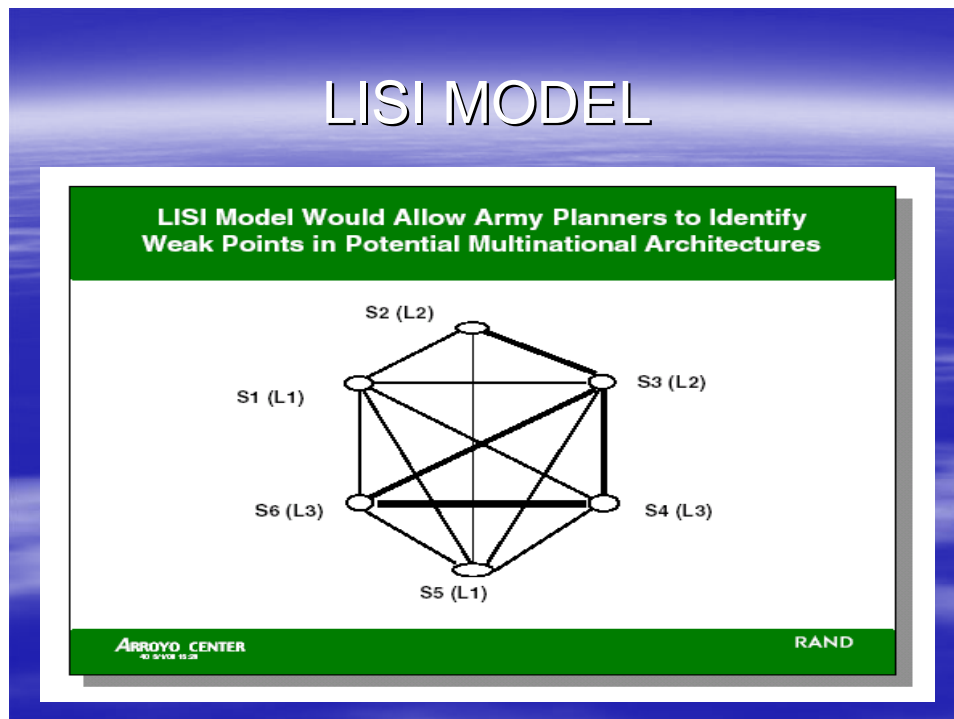 LISI MODEL
LISI Model Would Allow Army Planners to Identify
Weak Points in Potential Multinational Architectures
S2 (L2)
S3 (L2)
S1 (L1)
S6 (L3)
S4 (L3)
S5 (L1)
ARROYO CENTER
RAND